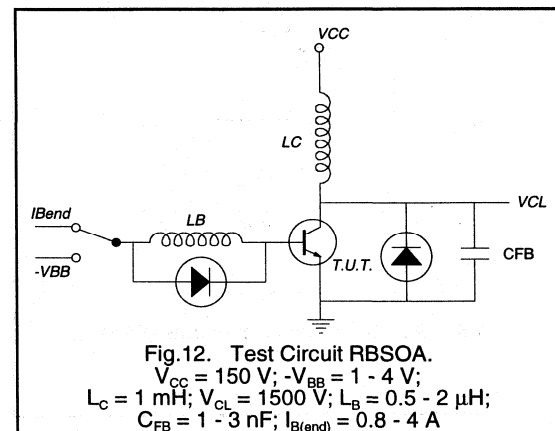 VCC
LC
VCL
IBend
LB
-VBB
T.U.T.
CFB
Fig.12. Test Circuit RBSOA.
V_CC = 150 V; -V_BB = 1 - 4 V;
L_C = 1 mH; V_CL = 1500 V; L_B = 0.5 - 2 µH;
C_FB = 1 - 3 nF; I_B(end) = 0.8 - 4 A